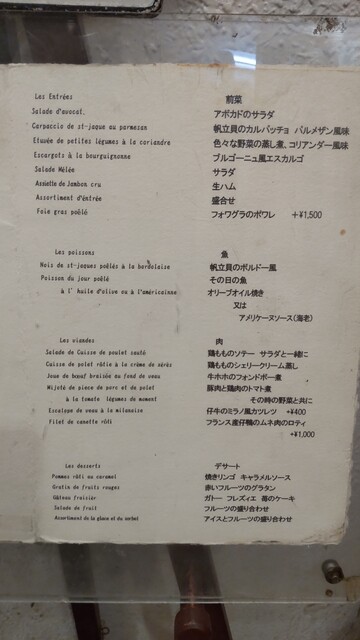 Les Entrées 前菜
Salade d'avocat. アボカドのサラダ
Carpaccio de st-jaque au parmesan 帆立貝のカルパッチョ パルメザン風味
Etuvée de petites légumes à la coriandre 色々な野菜の蒸し煮、コリアンダー風味
Escargots à la bourguignonne ブルゴーニュ風エスカルゴ
Salade Mêlée サラダ
Assiette de Jambon cru 生ハム
Assortiment d'éntrée 盛合せ
Foie gras poêlé フォワグラのポワレ +¥1,500
Les poissons 魚
Noix de st-jaques poêlés à la bordelaise 帆立貝のボルドー風
Poisson du jour poêlé その日の魚
à l' Huile d'olive ou à l'américainne オリーブオイル焼き
又は
アメリケーヌソース(海老)
Les viandes 肉
Salade de Cuisse de poulet sauté 鶏もものソテー サラダと一緒に
Cuisse de polet rôtie à la crème de xérès 鶏もものシェリークリーム蒸し
Joue de bœuf braisée au fond de veau 牛ホホのフォンドボー煮
Mijoté de piece de porc et de polet 豚肉と鶏肉のトマト煮
à la tomate légumes de moment その時の野菜と共に
Escalope de veau à la milanaise 仔牛のミラノ風カツレツ +¥400
Filet de canette rôti フランス産仔鴨のムネ肉のロティ
+¥1,000
Les desserts デザート
Pommes rôti au caramel 焼きリンゴ キャラメルソース
Gratin de fruits rouges 赤いフルーツのグラタン
Gâteau fraisier ガトー フレズィエ 苺のケーキ
Salade de fruit フルーツの盛り合わせ
Assortiment de la glace et du sorbet アイスとフルーツの盛り合わせ